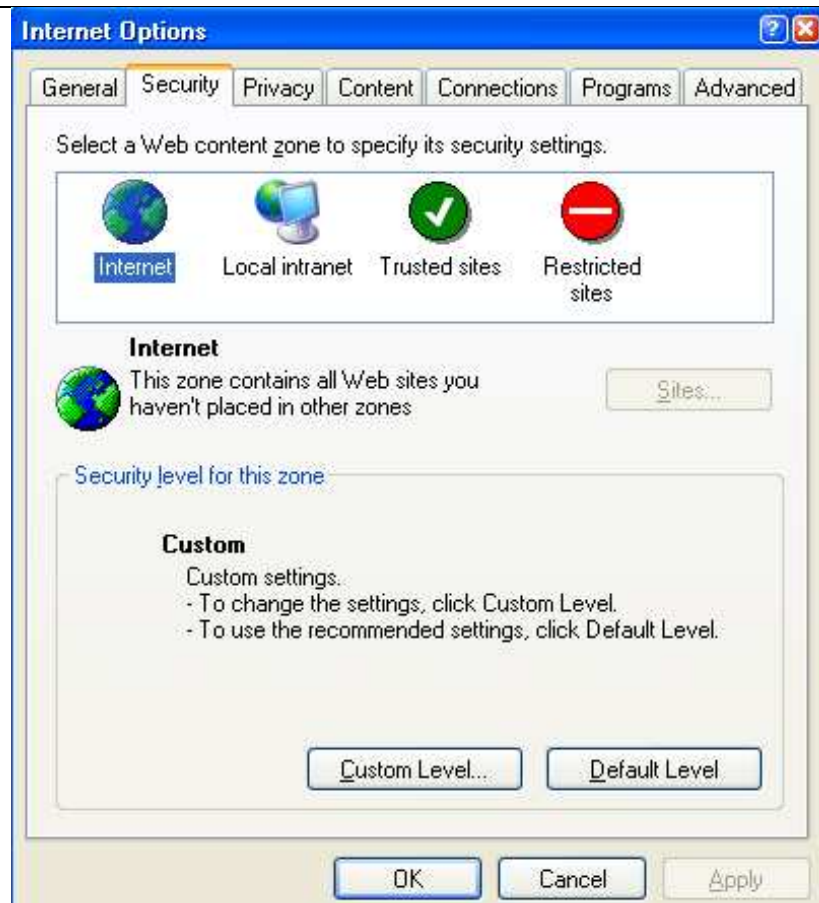 Internet Options
General Security Privacy Content Connections Programs Advanced
Select a Web content zone to specify its security settings.
Internet Local intranet Trusted sites Restricted
sites
Internet
This zone contains all Web sites you
haven't placed in other zones
Sites...
Security level for this zone
Custom
Custom settings.
- To change the settings, click Custom Level.
- To use the recommended settings, click Default Level.
Custom Level... Default Level
OK Cancel Apply